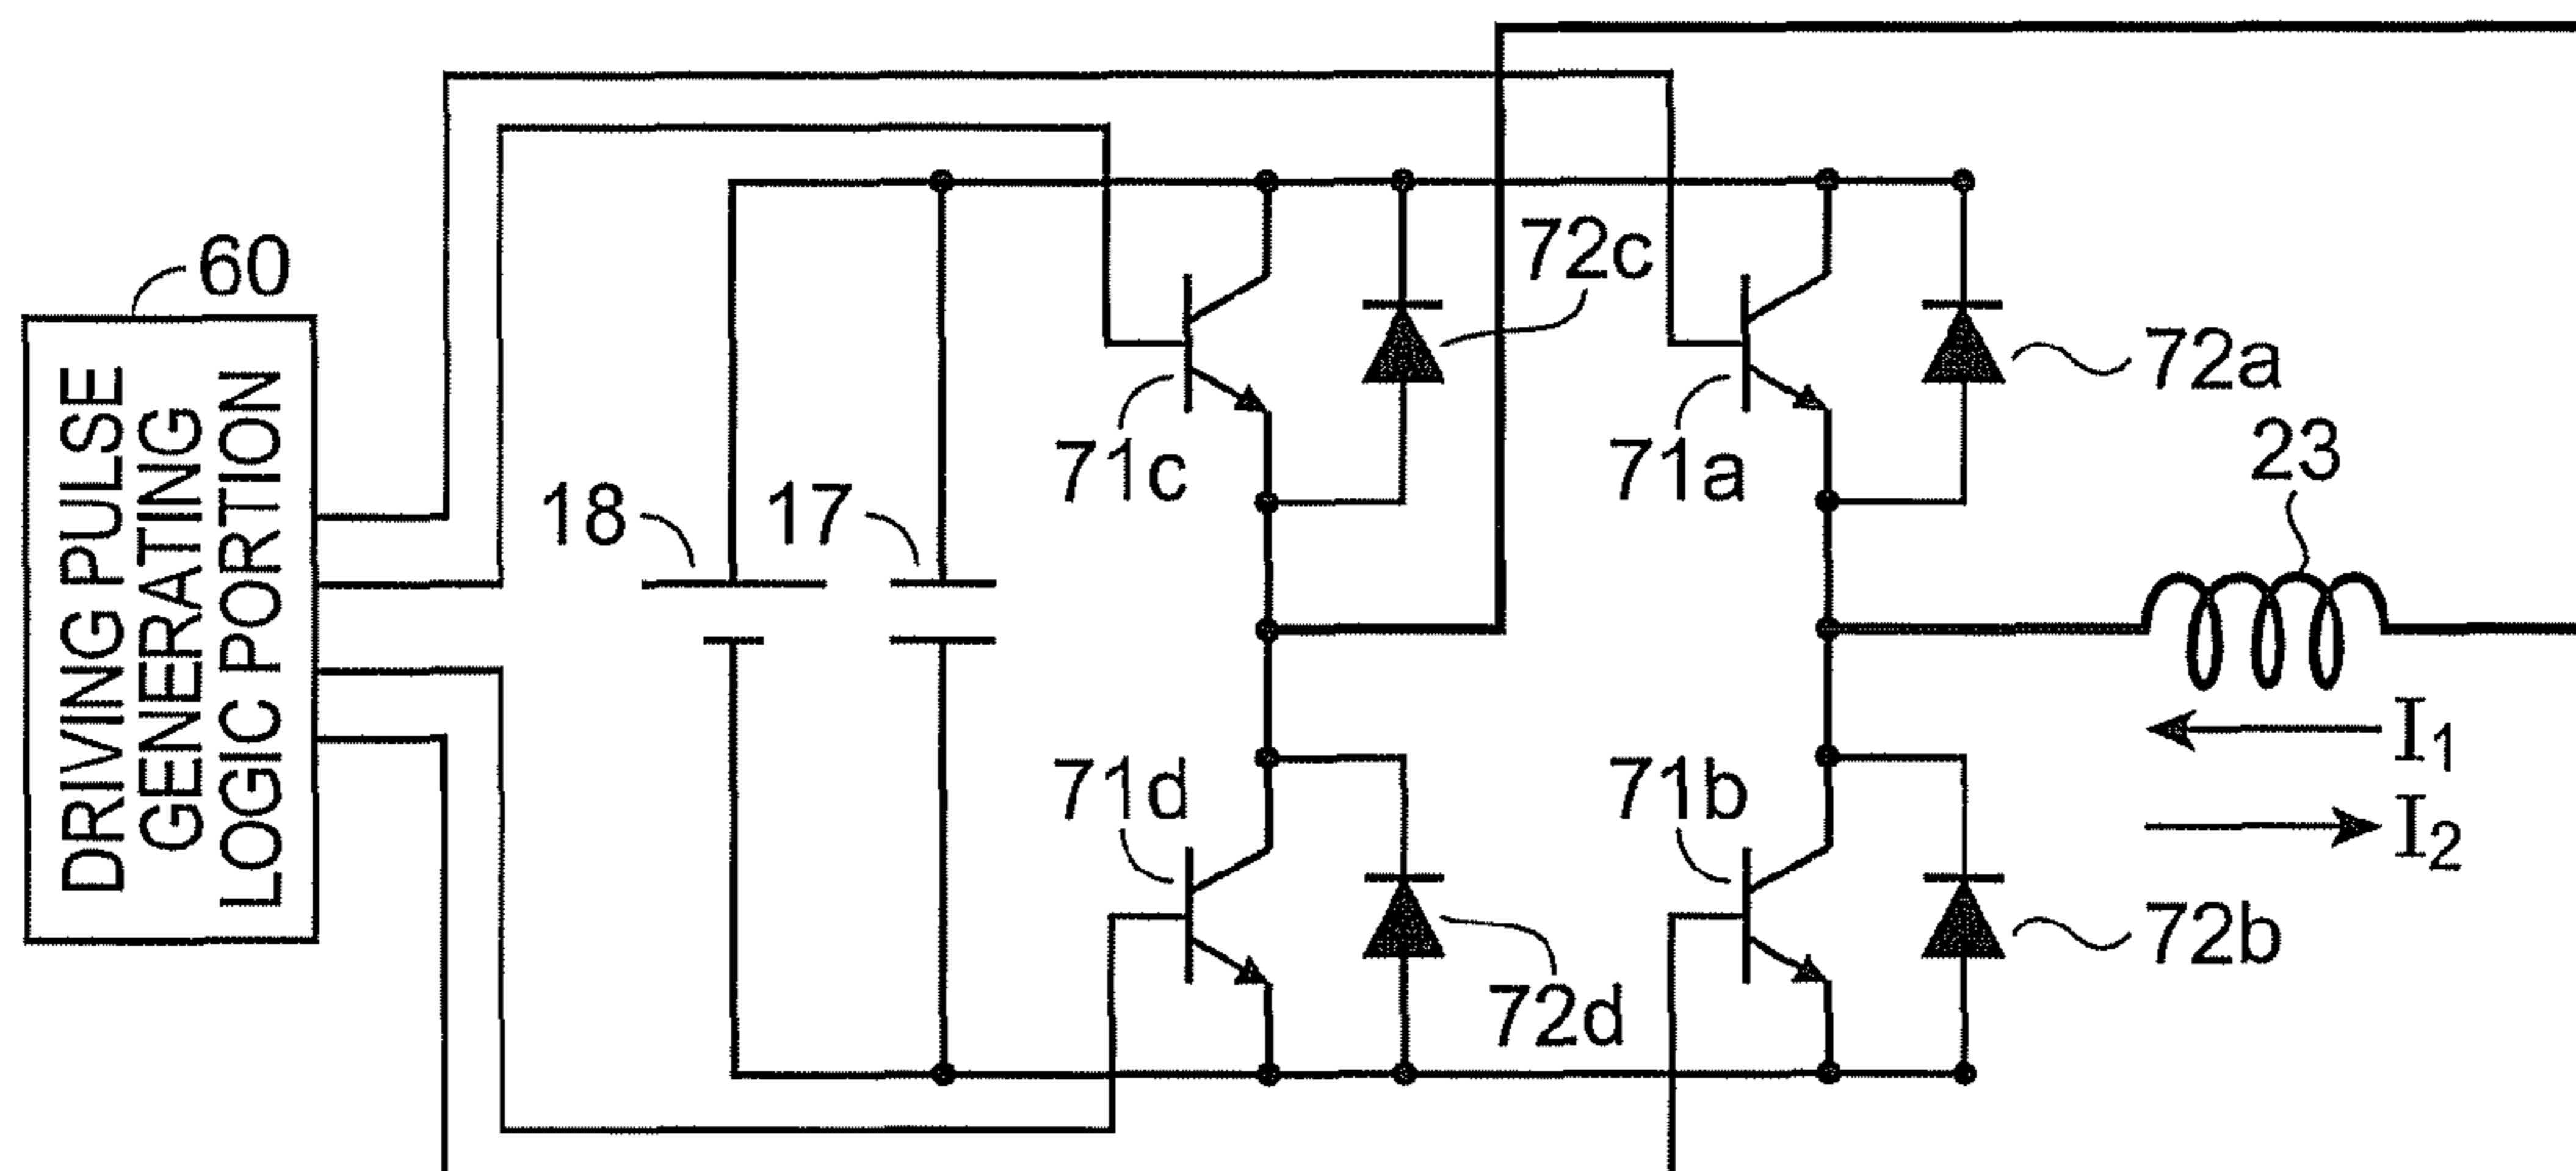 60
DRIVING PULSE
GENERATING
LOGIC PORTION
18
17
71c
72c
71a
72a
23
71d
72d
71b
72b
I1
I2